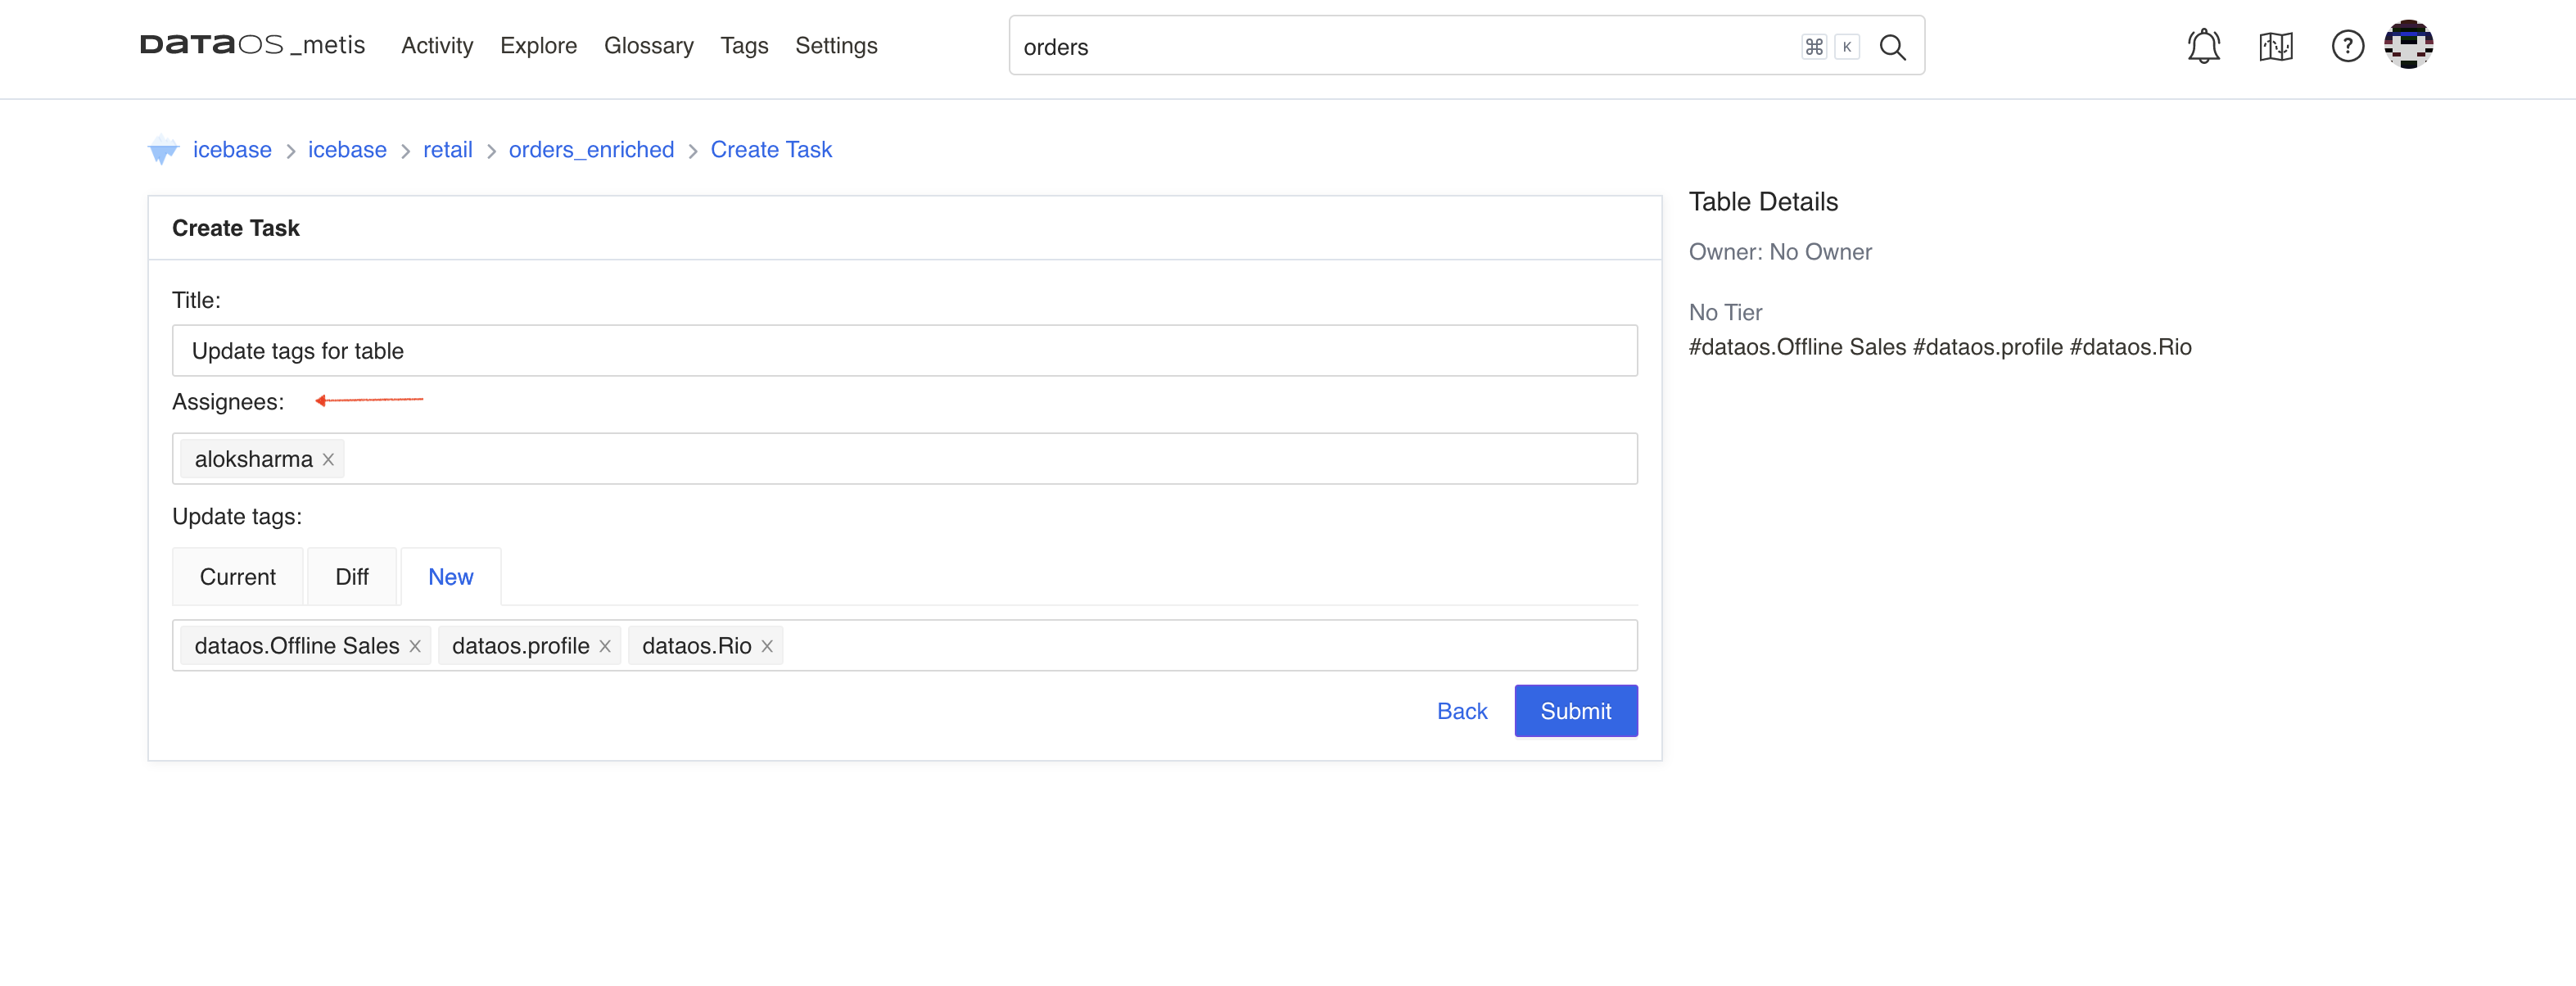 DATAOS_metis Activity Explore Glossary Tags Settings orders ⌘ K
icebase > icebase > retail > orders_enriched > Create Task
Create Task
Title:
Update tags for table
Assignees:
aloksharma ×
Update tags:
Current Diff New
dataos.Offline Sales × dataos.profile × dataos.Rio ×
Back Submit
Table Details
Owner: No Owner
No Tier
#dataos.Offline Sales #dataos.profile #dataos.Rio